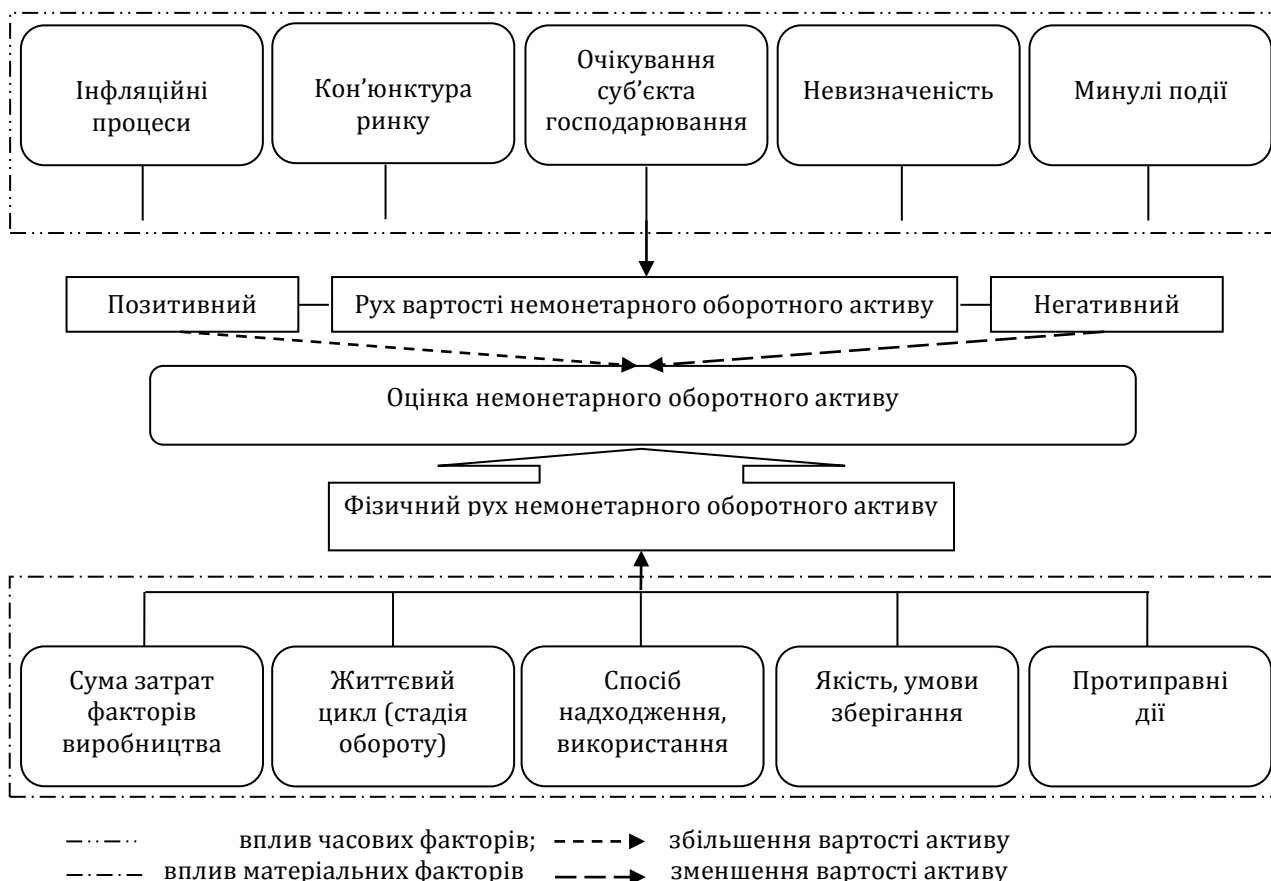 Інфляційні
процеси
Кон’юнктура
ринку
Очікування
суб’єкта
господарювання
Невизначеність
Минулі події
Позитивний
Рух вартості немонетарного оборотного активу
Негативний
Оцінка немонетарного оборотного активу
Фізичний рух немонетарного оборотного активу
Сума затрат
факторів
виробництва
Життєвий
цикл (стадія
обороту)
Спосіб
надходження,
використання
Якість, умови
зберігання
Протиправні
дії
вплив часових факторів;
збільшення вартості активу
вплив матеріальних факторів
зменшення вартості активу